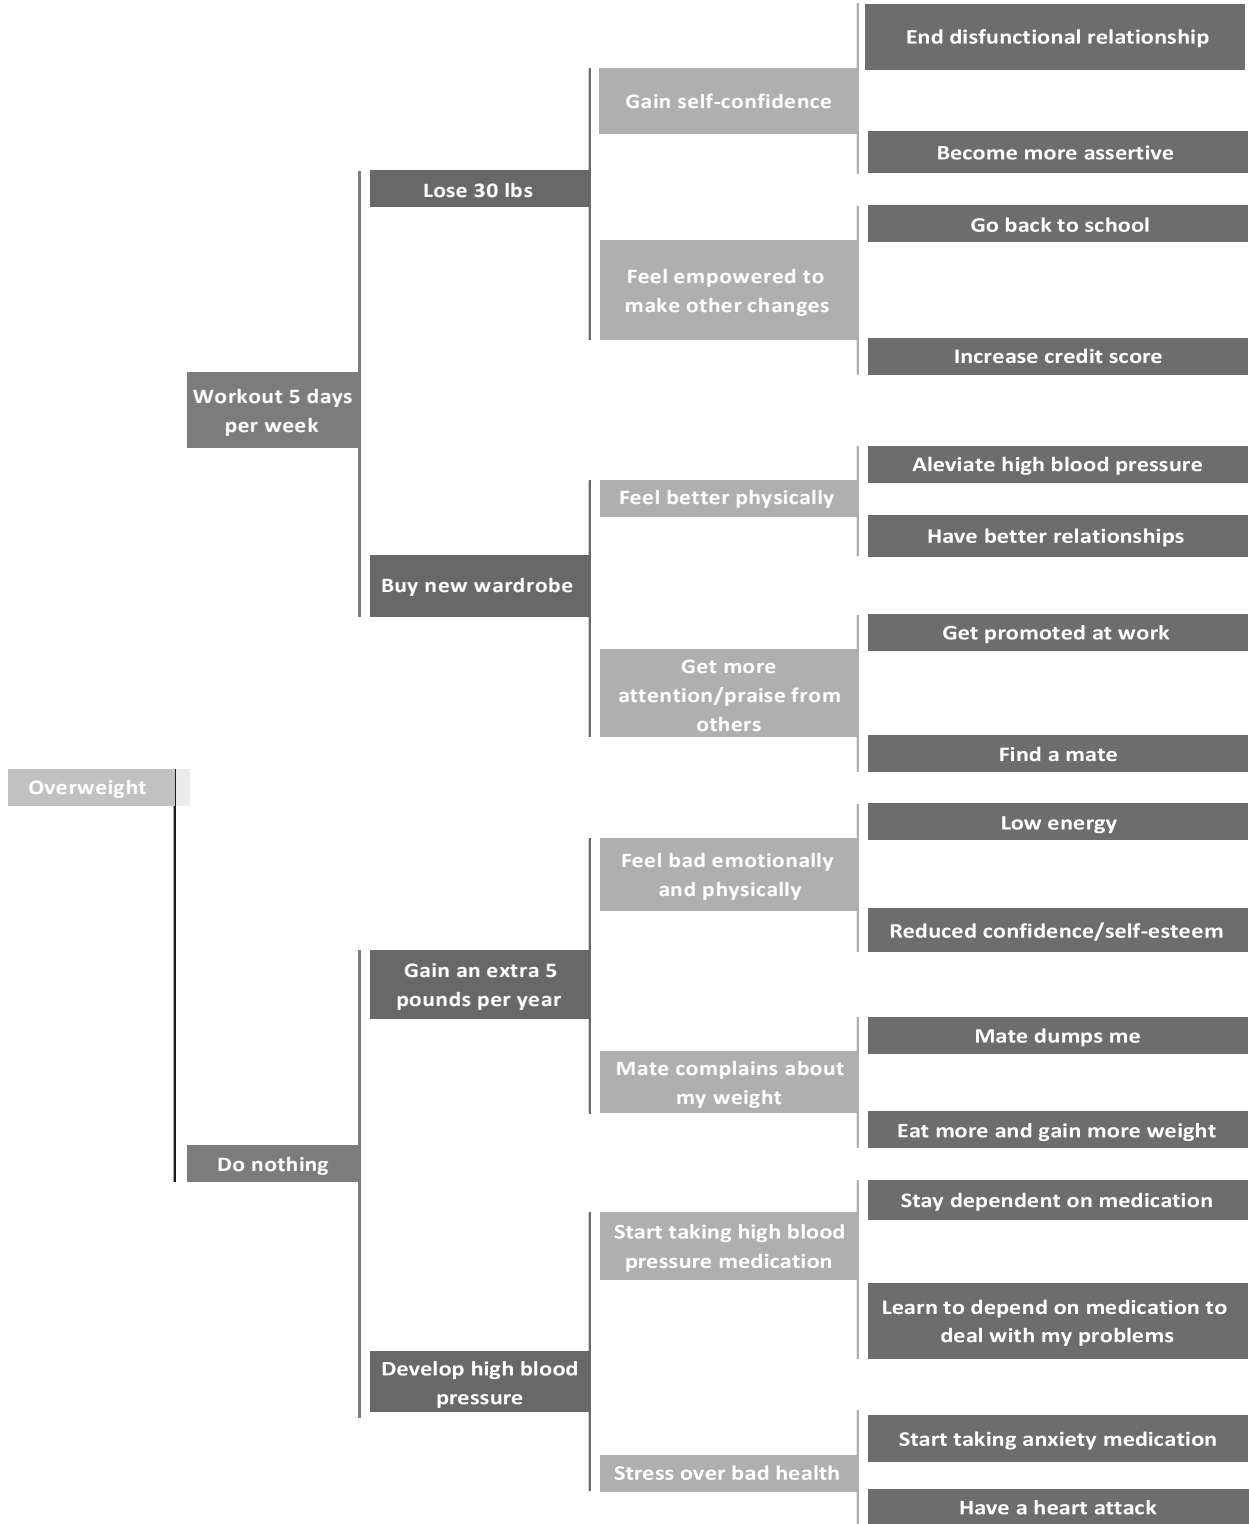 End disfunctional relationship
Gain self-confidence
Become more assertive
Lose 30 lbs
Go back to school
Feel empowered to
make other changes
Increase credit score
Workout 5 days
per week
Aleviate high blood pressure
Feel better physically
Have better relationships
Buy new wardrobe
Get promoted at work
Get more
attention/praise from
others
Find a mate
Overweight
Low energy
Feel bad emotionally
and physically
Reduced confidence/self-esteem
Gain an extra 5
pounds per year
Mate dumps me
Mate complains about
my weight
Eat more and gain more weight
Do nothing
Stay dependent on medication
Start taking high blood
pressure medication
Learn to depend on medication to
deal with my problems
Develop high blood
pressure
Start taking anxiety medication
Stress over bad health
Have a heart attack